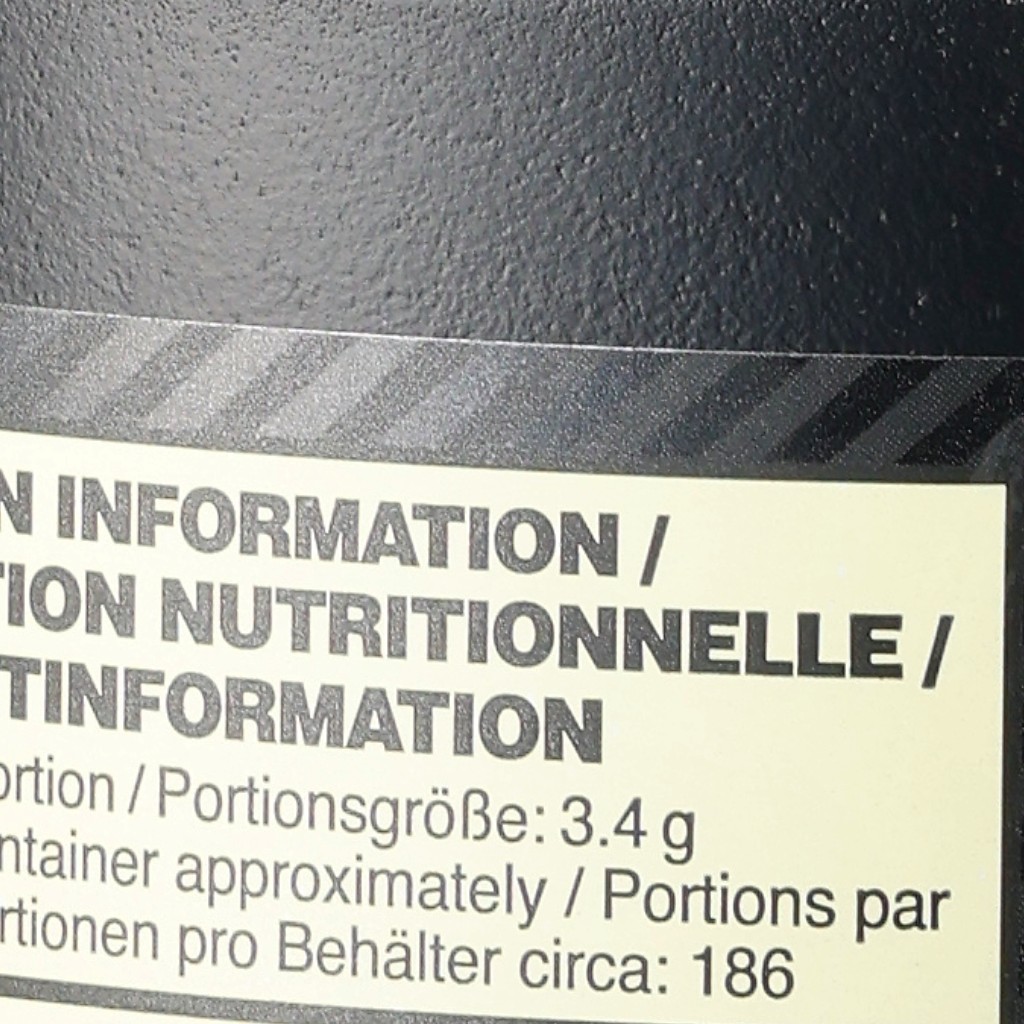 N INFORMATION /
TION NUTRITIONNELLE /
TINFORMATION
ortion / Portionsgröße: 3.4 g
ntainer approximately / Portions par
rtionen pro Behälter circa: 186